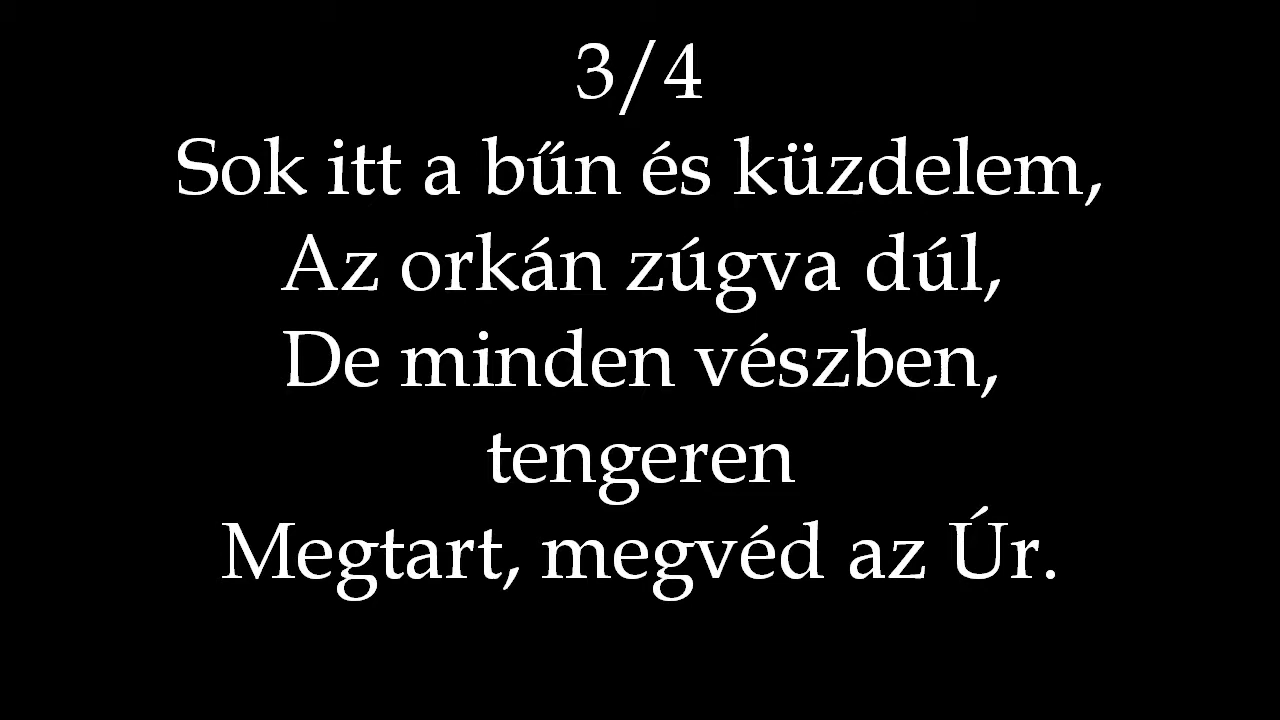 3/4
Sok itt a bűn és küzdelem,
Az orkán zúgva dúl,
De minden vészben,
tengeren
Megtart, megvéd az Úr.